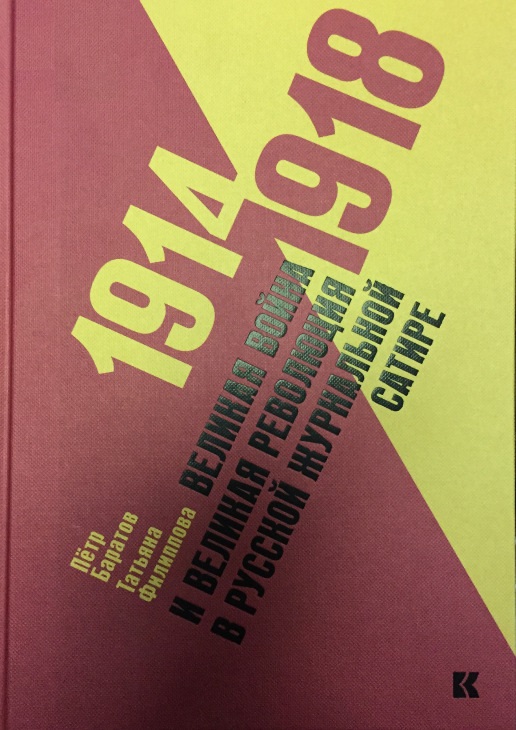 1914
1918
Пётр
Баратов
Татьяна
Филиппова
ВЕЛИКАЯ ВОЙНА
И ВЕЛИКАЯ РЕВОЛЮЦИЯ
В РУССКОЙ ЖУРНАЛЬНОЙ
САТИРЕ
К